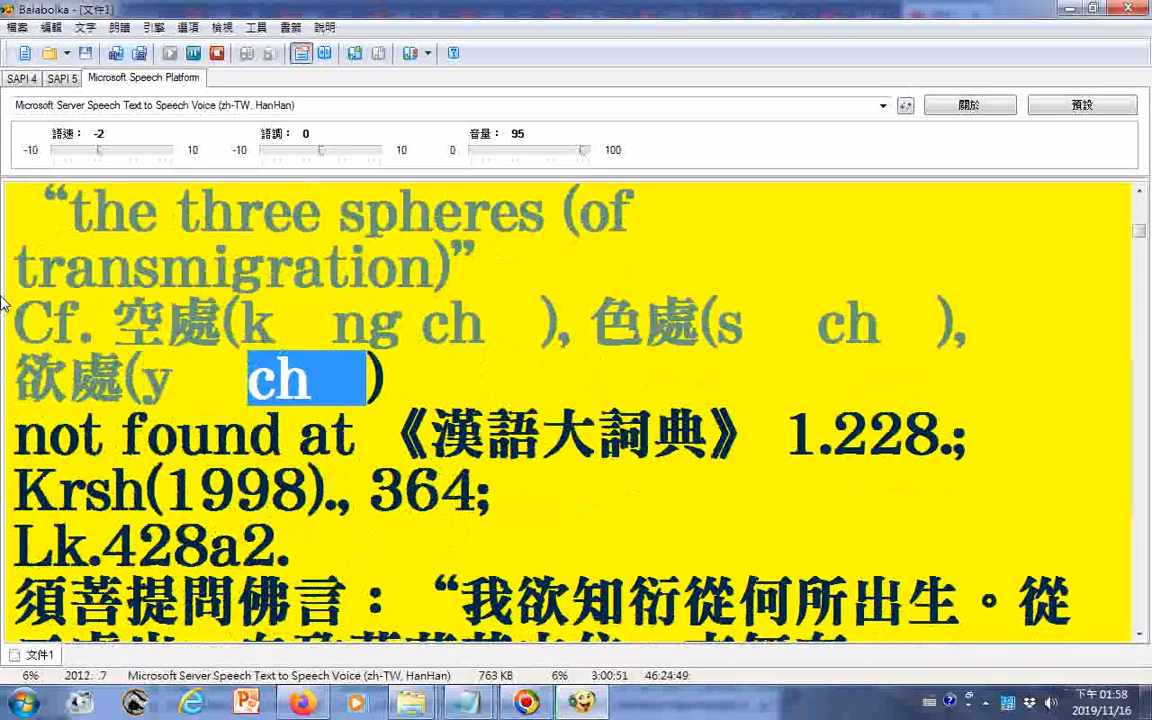 Balabolka - [文件1]
檔案 編輯 文字 朗讀 引擎 選項 檢視 工具 書籤 說明
SAPI 4 SAPI 5 Microsoft Speech Platform
Microsoft Server Speech Text to Speech Voice (zh-TW, HanHan) 關於 預設
語速： -2 語調： 0 音量： 95
-10 10 -10 10 0 100
“the three spheres (of
transmigration)”
Cf. 空處(k ng ch ), 色處(s ch ),
欲處(y ch )
not found at 《漢語大詞典》 1.228.;
Krsh(1998)., 364;
Lk.428a2.
須菩提問佛言：“我欲知衍從何所出生。從
文件1
6% 2012: :7 Microsoft Server Speech Text to Speech Voice (zh-TW, HanHan) 763 KB 6% 3:00:51 46:24:49
下午 01:58
2019/11/16